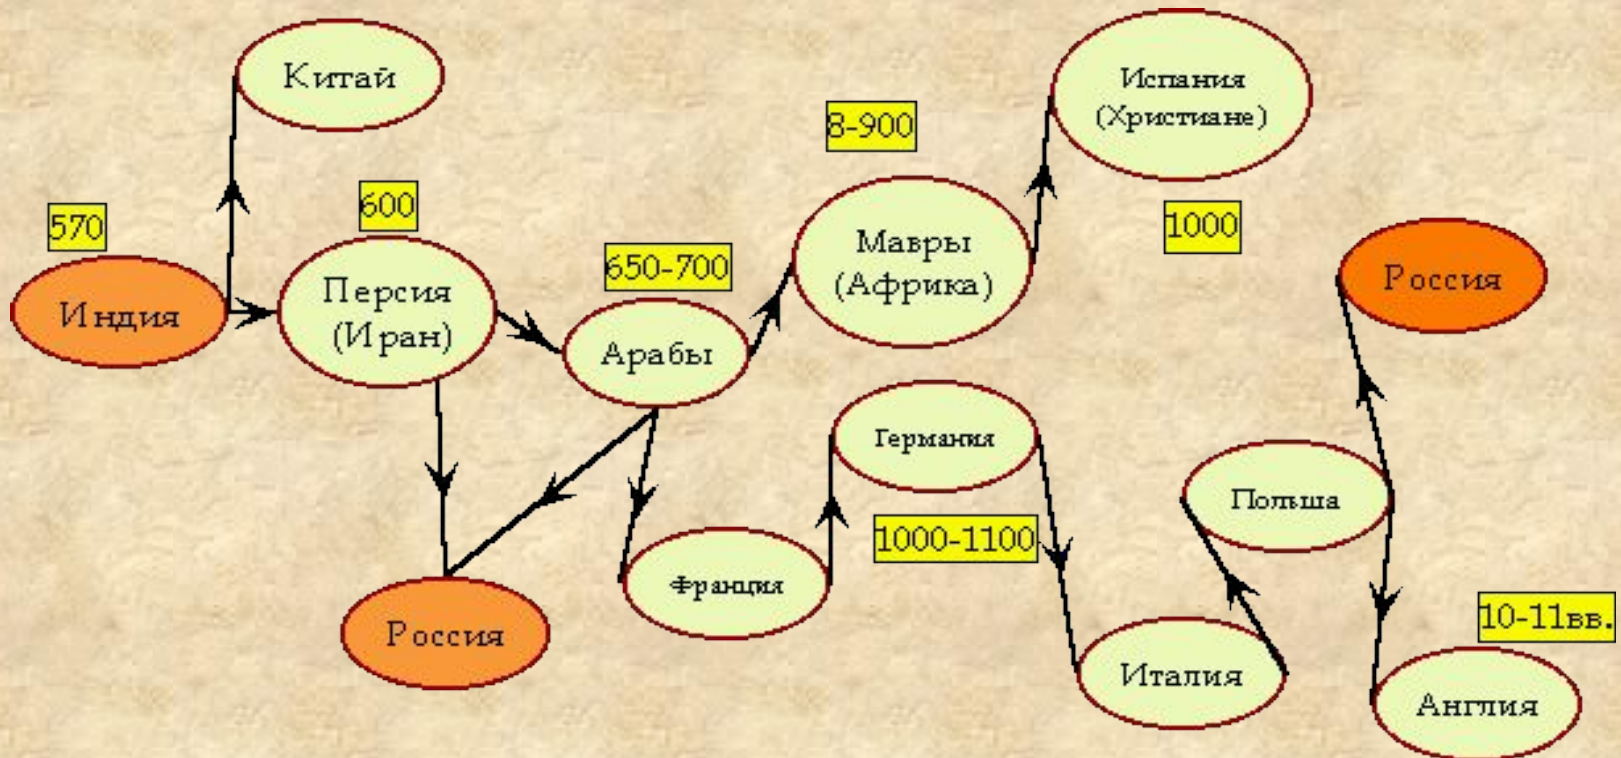 Китай
Испания
(Христиане)
8-900
600
570
1000
Мавры
(Африка)
650-700
Россия
Персия
(Иран)
Индия
Арабы
Германия
Польша
1000-1100
Франция
10-11вв.
Россия
Италия
Англия